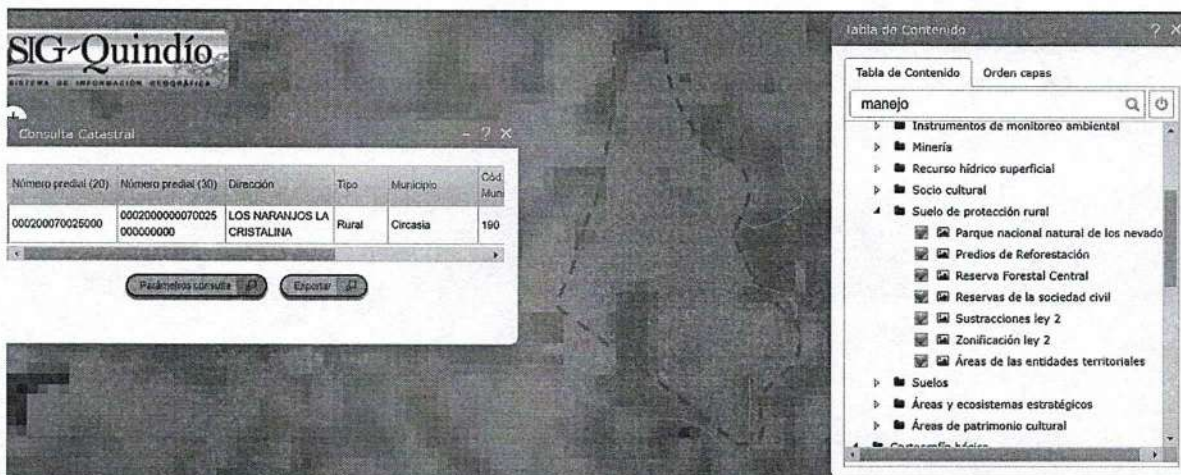 SIG-Quindío
SISTEMA DE INFORMACIÓN GEOGRÁFICA
Consulta Catastral
– ? ×
Número predial (20) Número predial (30) Dirección Tipo Municipio Cód. Muni
000200070025000 0002000000070025 LOS NARANJOS LA Rural Circasia 190
000000000 CRISTALINA
Parámetros consulta Exportar
Tabla de Contenido ? ×
Tabla de Contenido Orden capas
manejo
Instrumentos de monitoreo ambiental
Minería
Recurso hídrico superficial
Socio cultural
Suelo de protección rural
Parque nacional natural de los nevado
Predios de Reforestación
Reserva Forestal Central
Reservas de la sociedad civil
Sustracciones ley 2
Zonificación ley 2
Áreas de las entidades territoriales
Suelos
Áreas y ecosistemas estratégicos
Áreas de patrimonio cultural
Cartografía básica